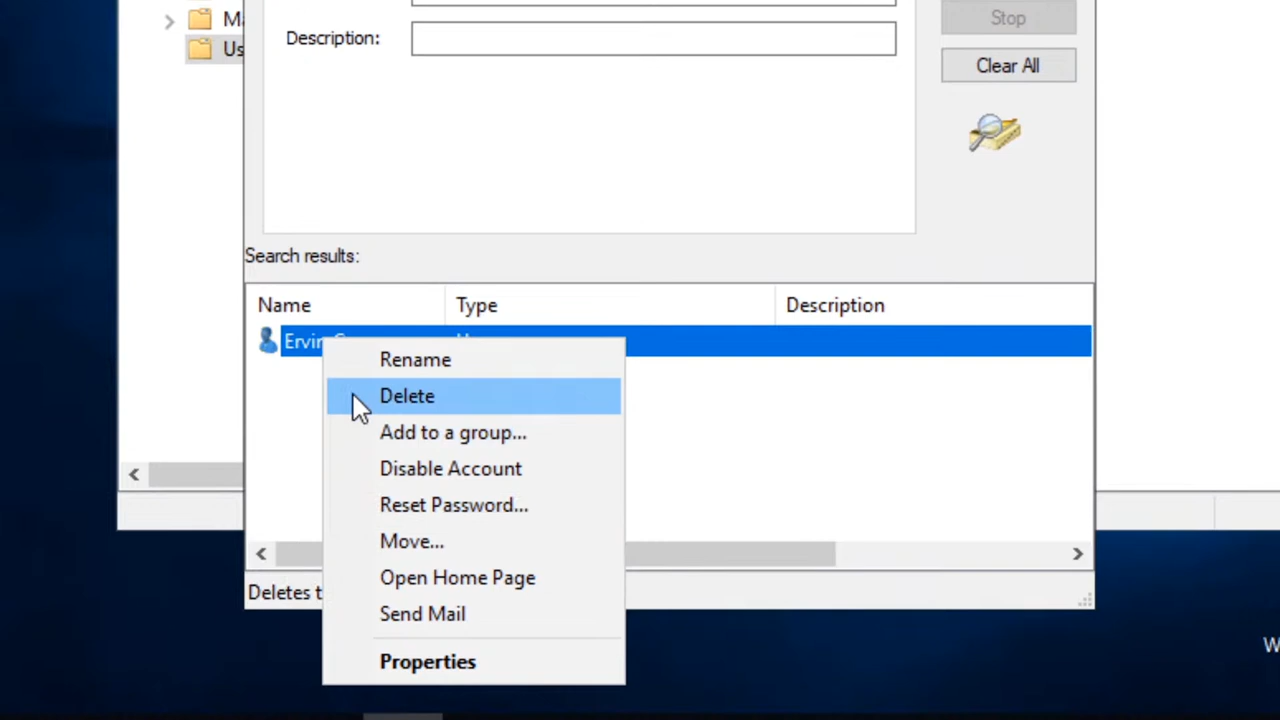 Stop
Description:
Clear All
Search results:
Name Type Description
Rename
Delete
Add to a group...
Disable Account
Reset Password...
Move...
Open Home Page
Send Mail
Deletes
Properties